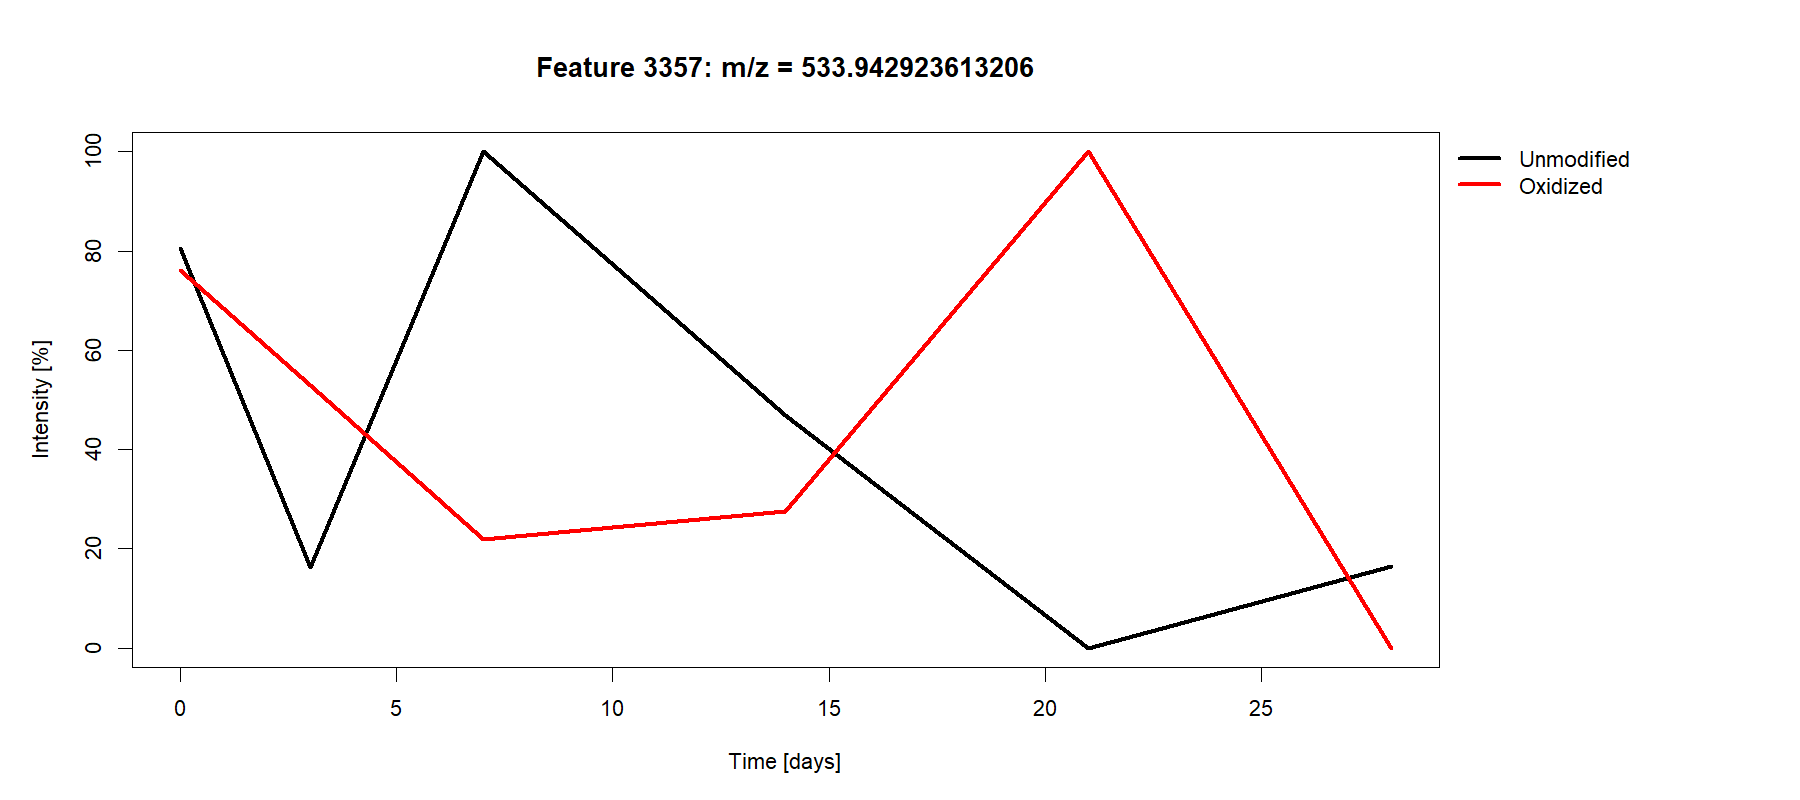 Feature 3357: m/z = 533.942923613206
Unmodified
Oxidized
Intensity [%]
100
80
60
40
20
0
0 5 10 15 20 25
Time [days]